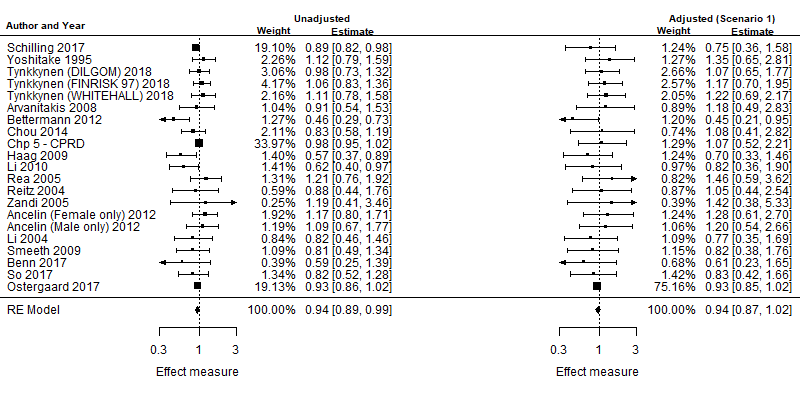 Unadjusted Adjusted (Scenario 1)
Author and Year Weight Estimate Weight Estimate
Schilling 2017 19.10% 0.89 [0.82, 0.98] 1.24% 0.75 [0.36, 1.58]
Yoshitake 1995 2.26% 1.12 [0.79, 1.59] 1.27% 1.35 [0.65, 2.81]
Tynkkynen (DILGOM) 2018 3.06% 0.98 [0.73, 1.32] 2.66% 1.07 [0.65, 1.77]
Tynkkynen (FINRISK 97) 2018 4.17% 1.06 [0.83, 1.36] 2.57% 1.17 [0.70, 1.95]
Tynkkynen (WHITEHALL) 2018 2.16% 1.11 [0.78, 1.58] 2.05% 1.22 [0.69, 2.17]
Arvanitakis 2008 1.04% 0.91 [0.54, 1.53] 0.89% 1.18 [0.49, 2.83]
Bettermann 2012 1.27% 0.46 [0.29, 0.73] 1.20% 0.45 [0.21, 0.95]
Chou 2014 2.11% 0.83 [0.58, 1.19] 0.74% 1.08 [0.41, 2.82]
Chp 5 - CPRD 33.97% 0.98 [0.95, 1.02] 1.29% 1.07 [0.52, 2.21]
Haag 2009 1.40% 0.57 [0.37, 0.89] 1.24% 0.70 [0.33, 1.46]
Li 2010 1.41% 0.62 [0.40, 0.97] 0.97% 0.82 [0.36, 1.90]
Rea 2005 1.31% 1.21 [0.76, 1.92] 0.82% 1.46 [0.59, 3.62]
Reitz 2004 0.59% 0.88 [0.44, 1.76] 0.87% 1.05 [0.44, 2.54]
Zandi 2005 0.25% 1.19 [0.41, 3.46] 0.39% 1.42 [0.38, 5.33]
Ancelin (Female only) 2012 1.92% 1.17 [0.80, 1.71] 1.24% 1.28 [0.61, 2.70]
Ancelin (Male only) 2012 1.19% 1.09 [0.67, 1.77] 1.06% 1.20 [0.54, 2.66]
Li 2004 0.84% 0.82 [0.46, 1.46] 1.09% 0.77 [0.35, 1.69]
Smeeth 2009 1.09% 0.81 [0.49, 1.34] 1.15% 0.82 [0.38, 1.76]
Benn 2017 0.39% 0.59 [0.25, 1.39] 0.68% 0.61 [0.23, 1.65]
So 2017 1.34% 0.82 [0.52, 1.28] 1.42% 0.83 [0.42, 1.66]
Ostergaard 2017 19.13% 0.93 [0.86, 1.02] 75.16% 0.93 [0.85, 1.02]
RE Model 100.00% 0.94 [0.89, 0.99] 100.00% 0.94 [0.87, 1.02]
0.3 1 3 0.3 1 3
Effect measure Effect measure